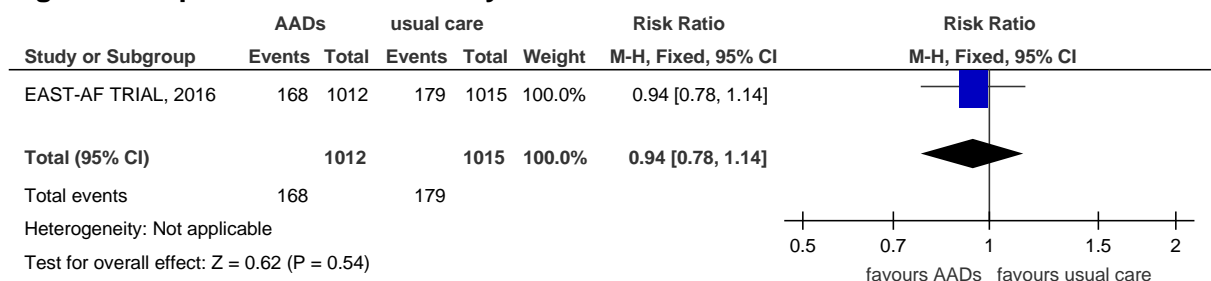 AADs usual care Risk Ratio Risk Ratio
Study or Subgroup Events Total Events Total Weight M-H, Fixed, 95% CI M-H, Fixed, 95% CI
EAST-AF TRIAL, 2016 168 1012 179 1015 100.0% 0.94 [0.78, 1.14]
Total (95% CI) 1012 1015 100.0% 0.94 [0.78, 1.14]
Total events 168 179
Heterogeneity: Not applicable
Test for overall effect: Z = 0.62 (P = 0.54)
0.5 0.7 1 1.5 2
favours AADs favours usual care